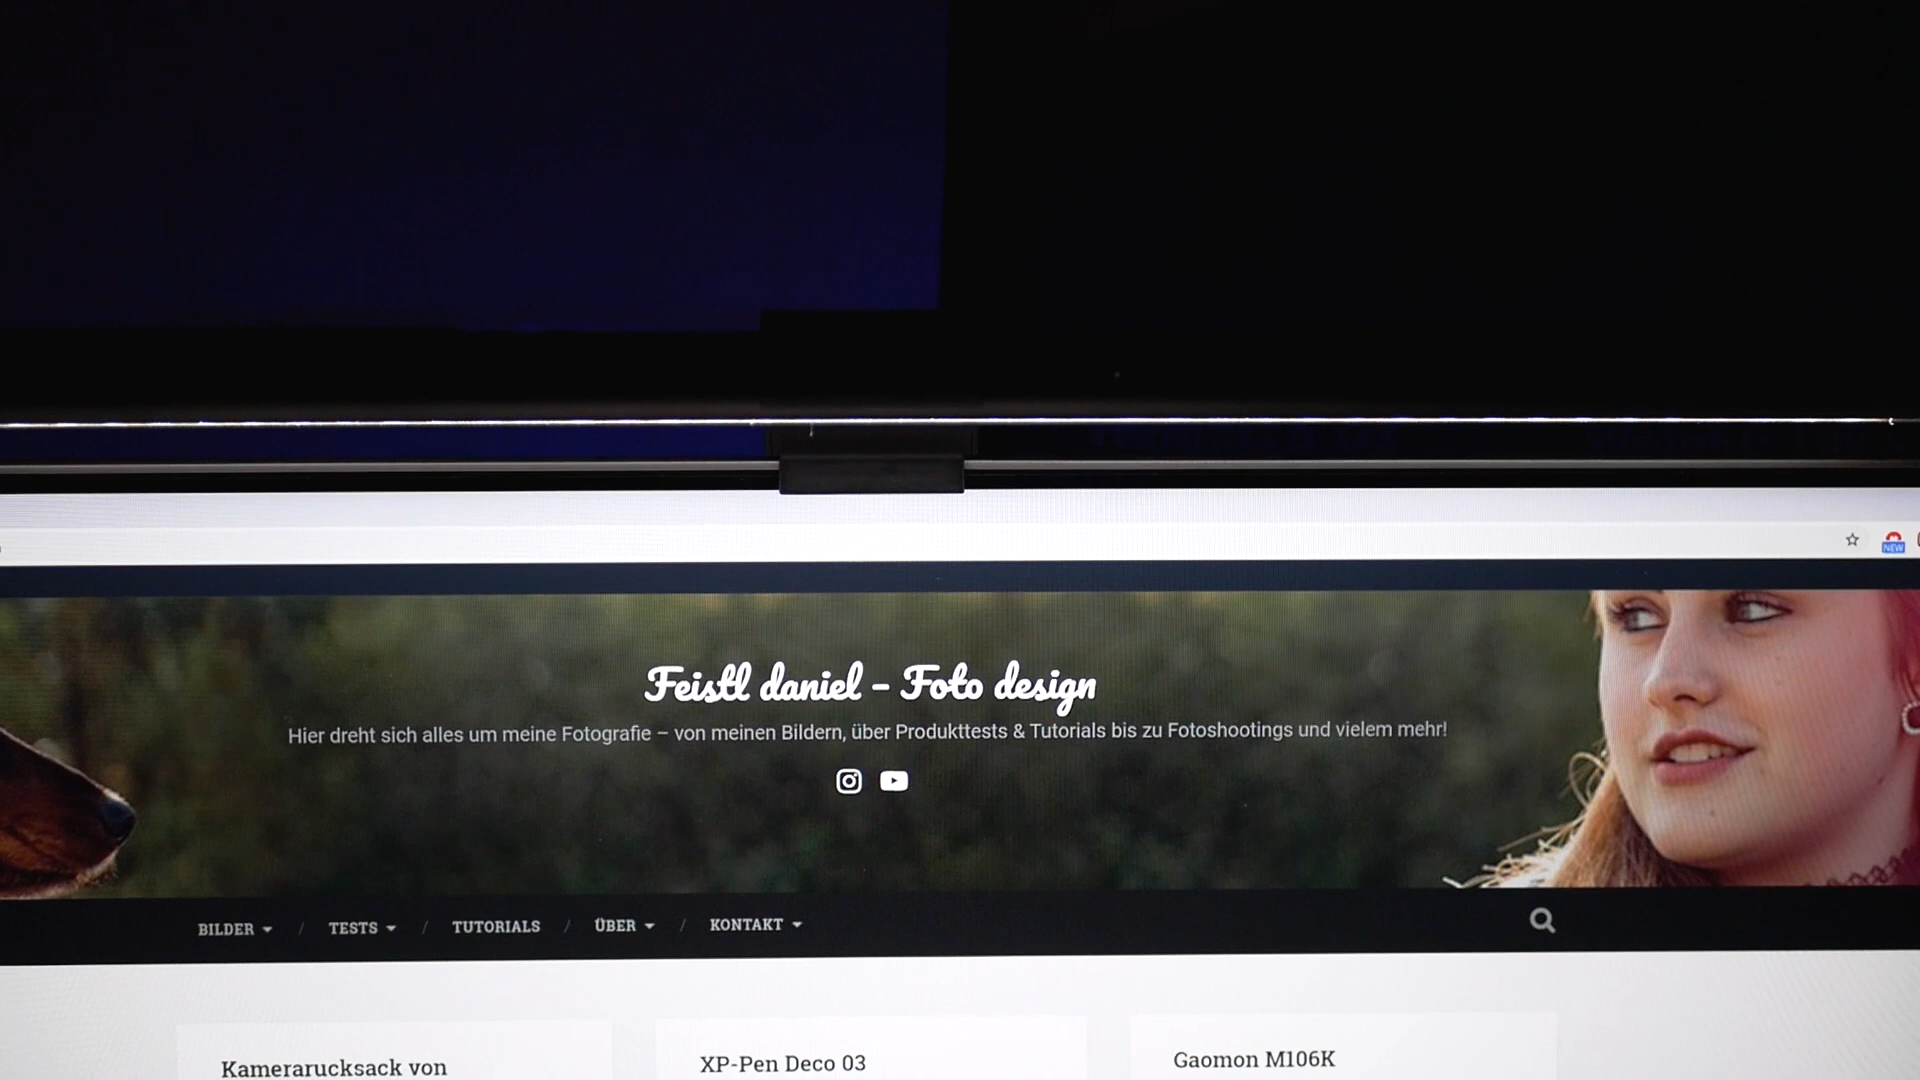 NEW
Feistl daniel – Foto design
Hier dreht sich alles um meine Fotografie – von meinen Bildern, über Produkttests & Tutorials bis zu Fotoshootings und vielem mehr!
BILDER / TESTS / TUTORIALS / ÜBER / KONTAKT
Kamerarucksack von
XP-Pen Deco 03
Gaomon M106K